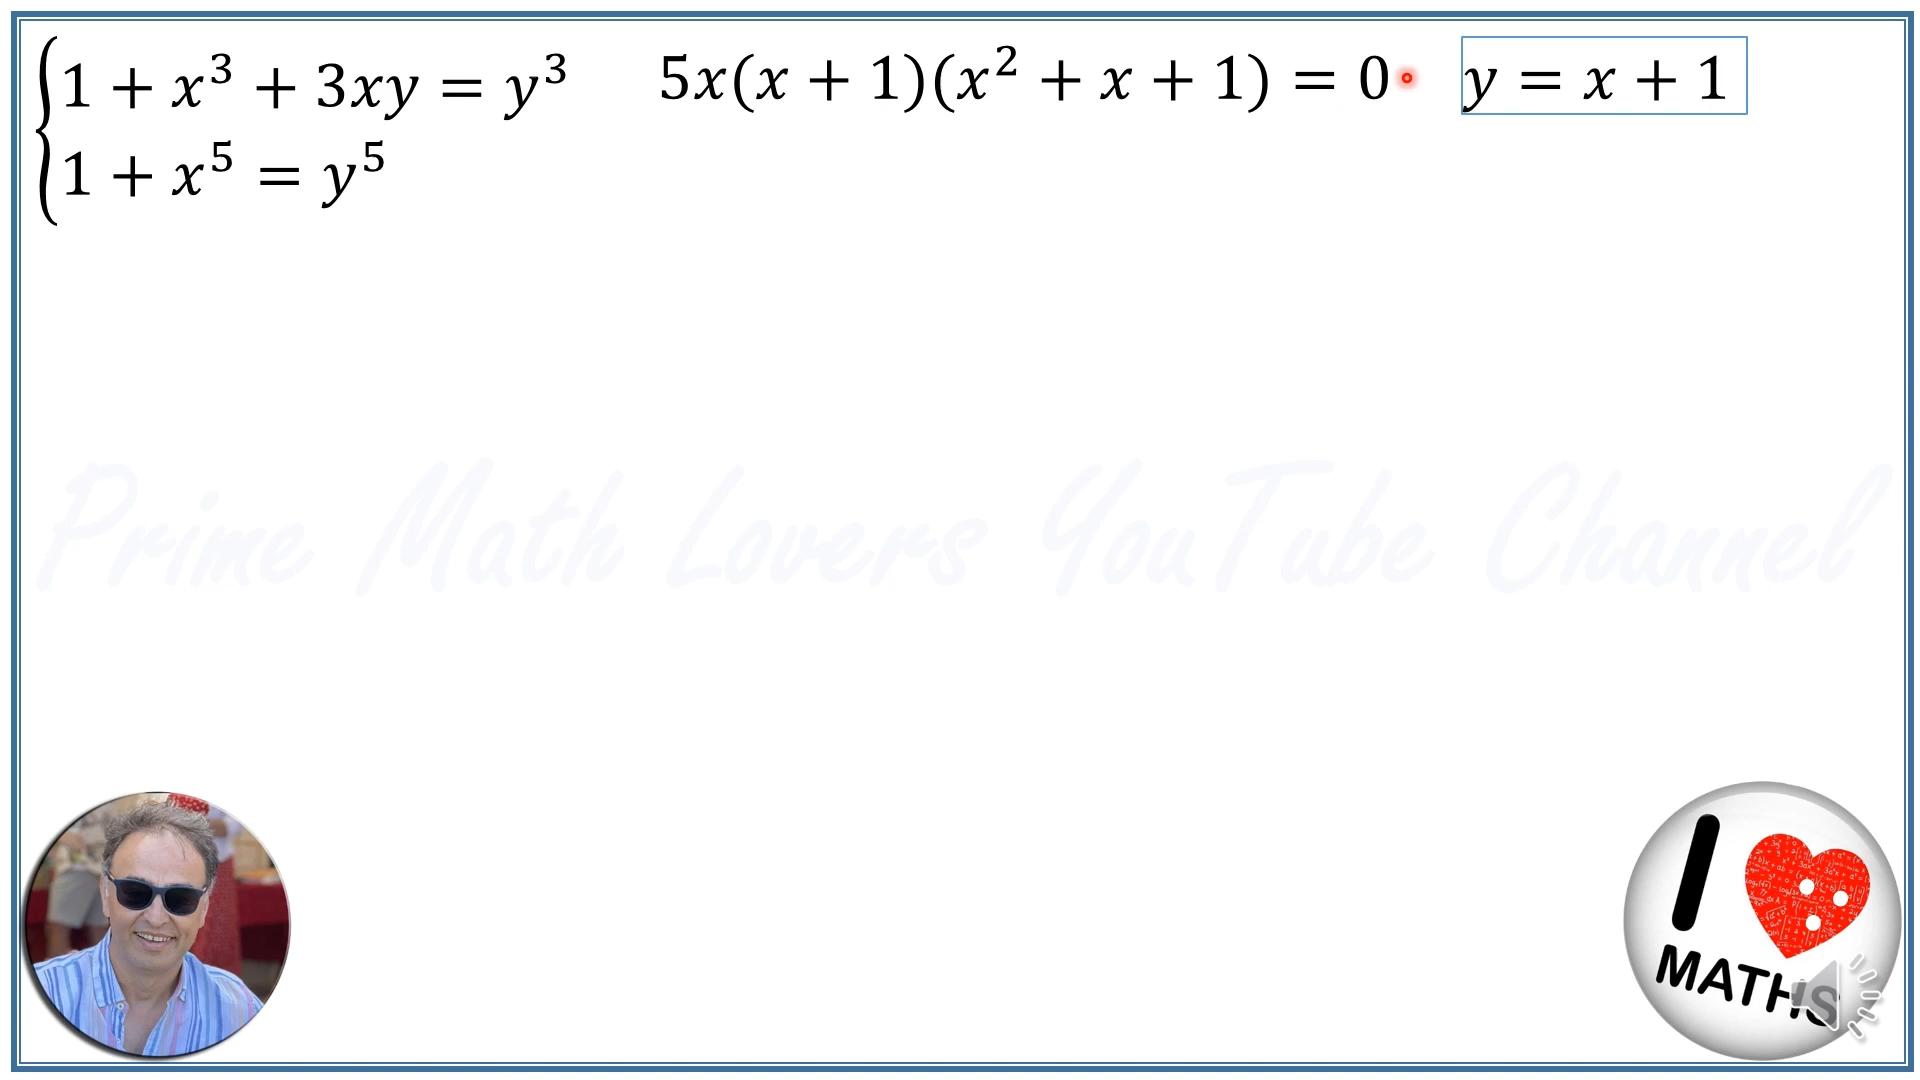 1 + x³ + 3xy = y³
1 + x⁵ = y⁵
5x(x + 1)(x² + x + 1) = 0
y = x + 1
Prime Math Lovers YouTube Channel
I
MATHS